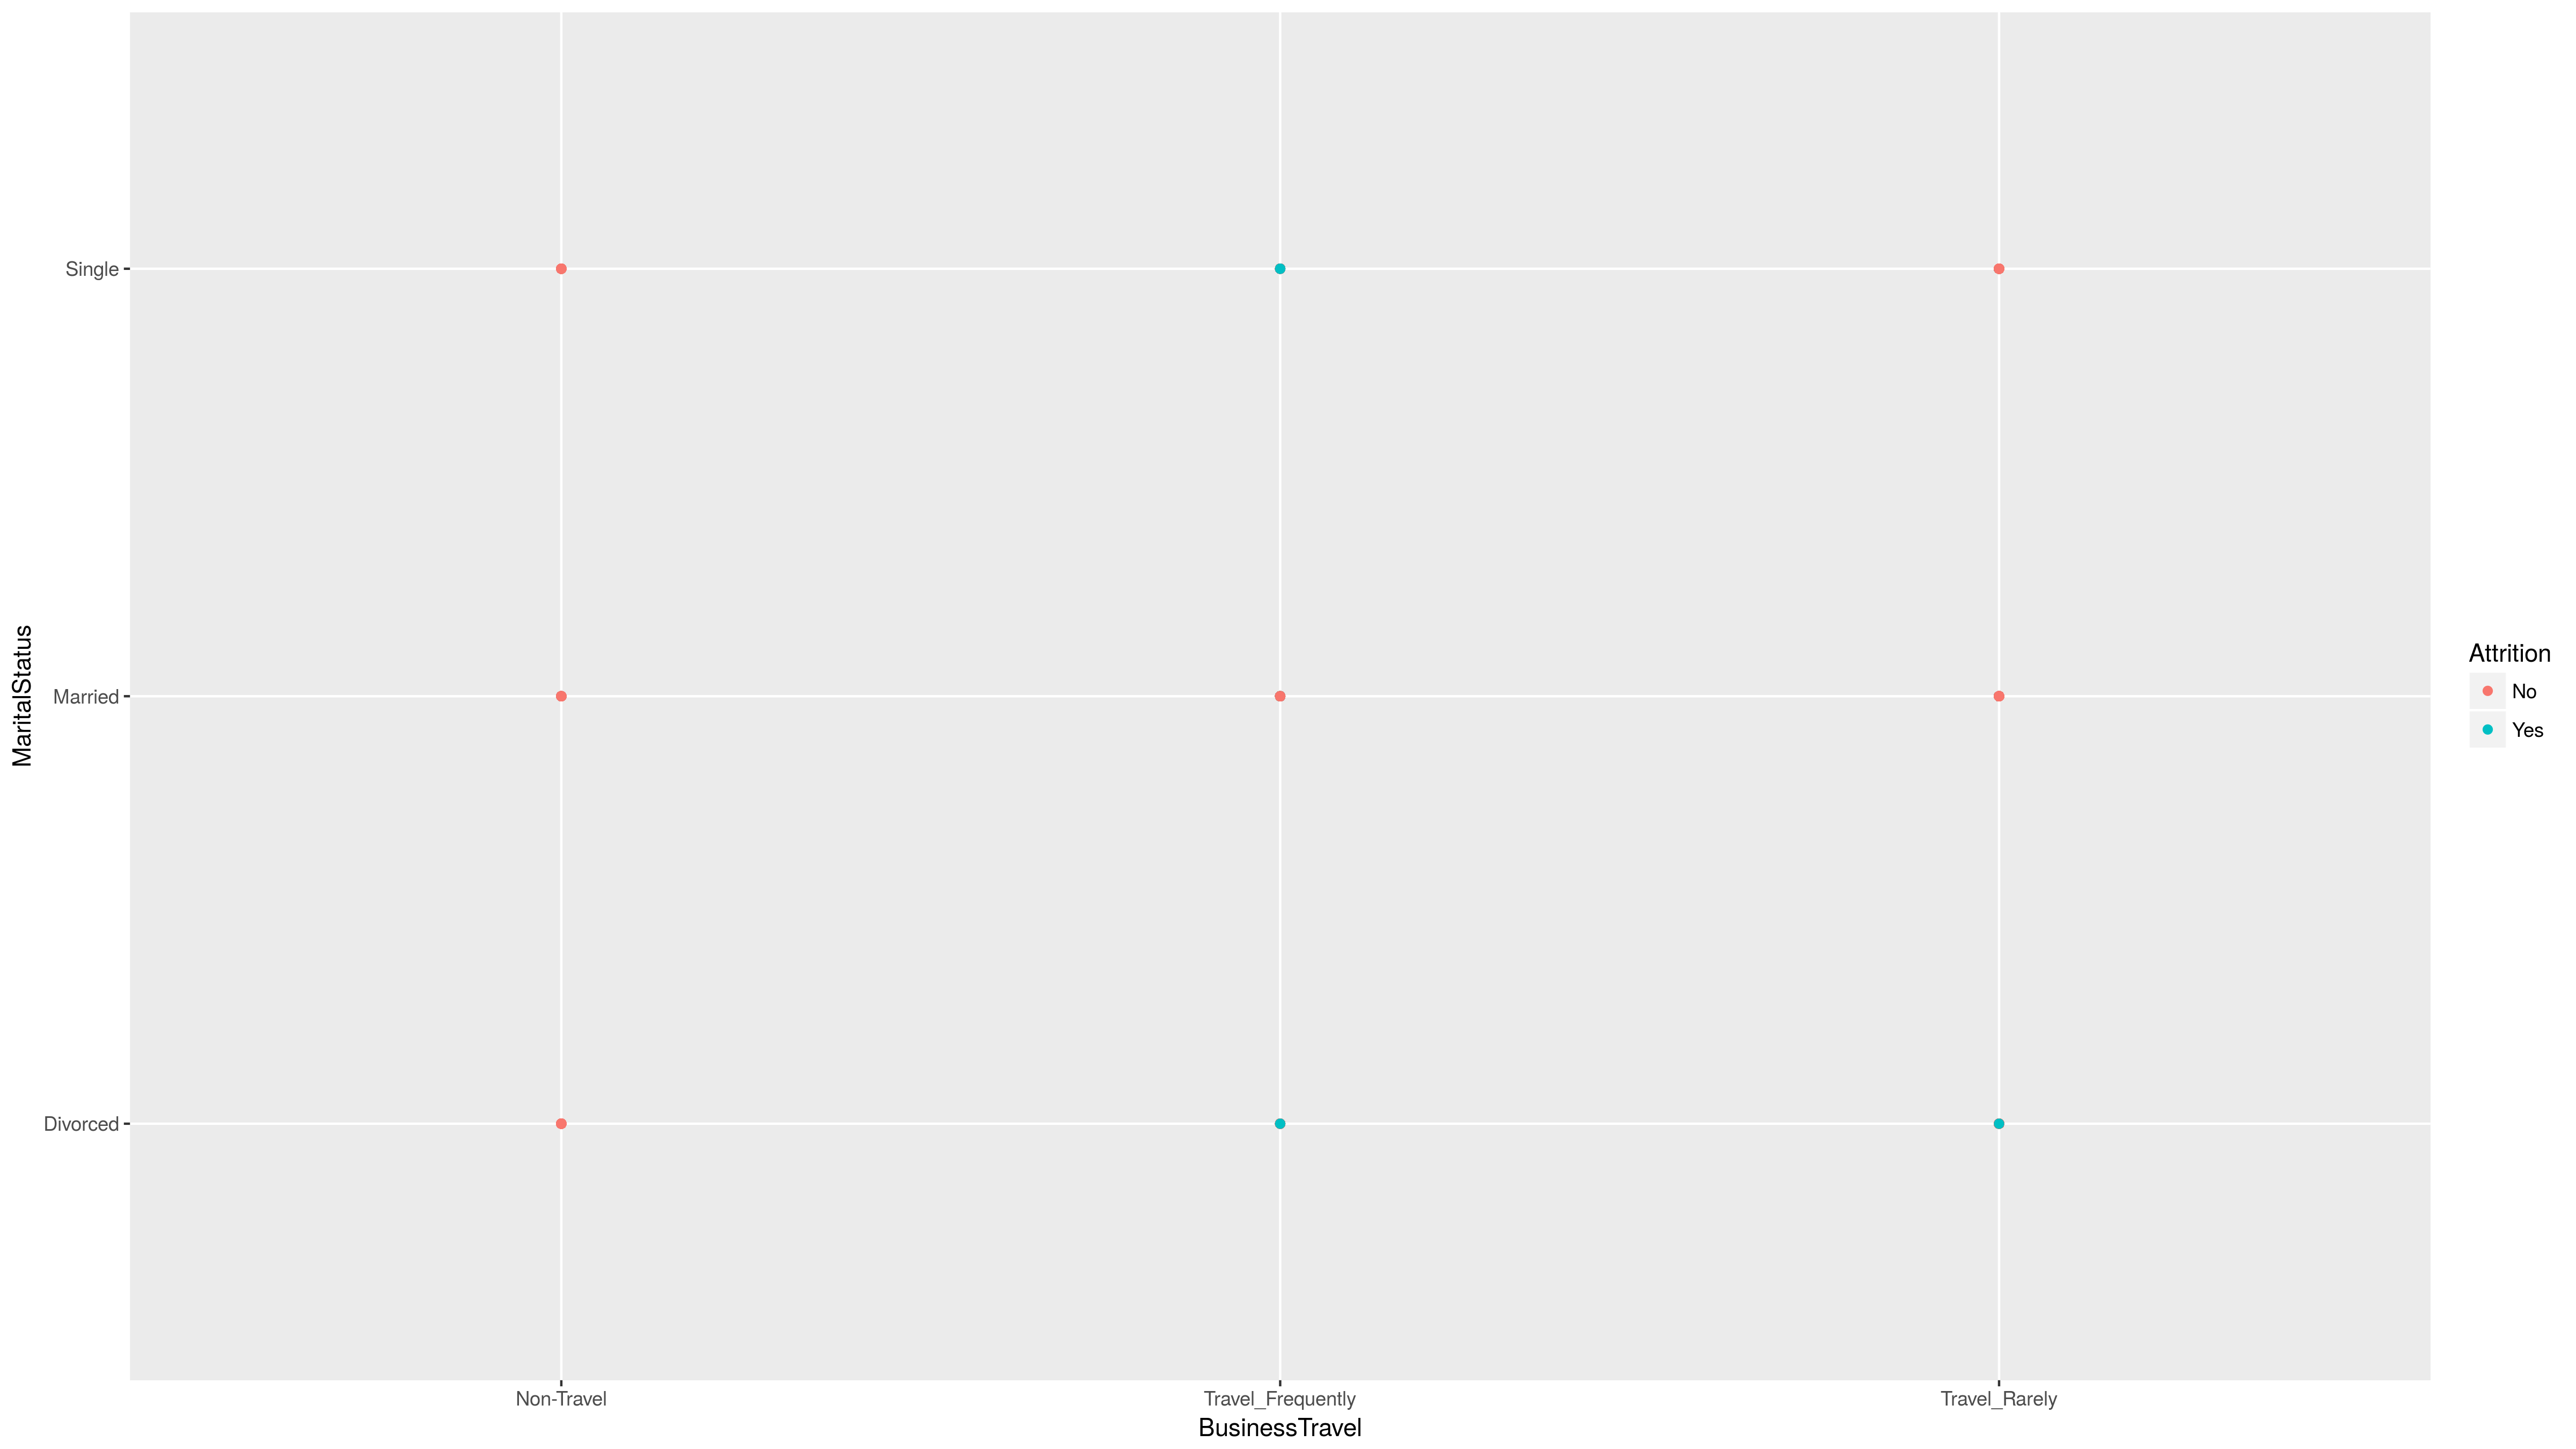 Single
Married
Divorced
MaritalStatus
Non-Travel
Travel_Frequently
Travel_Rarely
BusinessTravel
Attrition
No
Yes